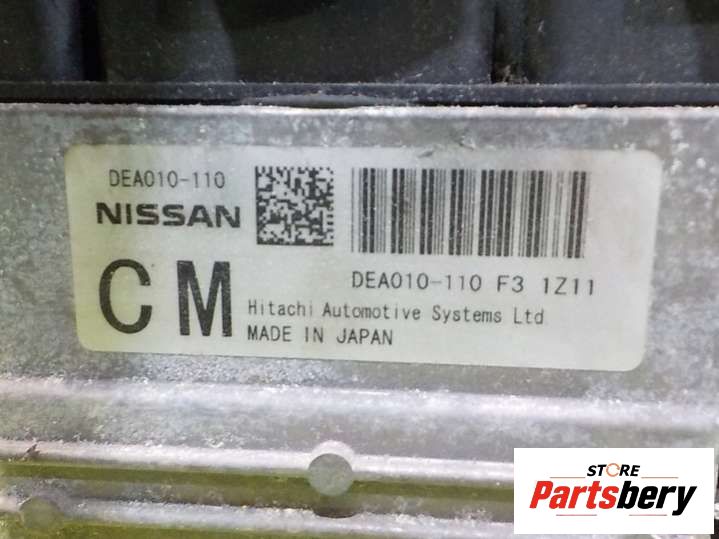 DEA010-110
NISSAN
DEA010-110 F3 1Z11
CM
Hitachi Automotive Systems Ltd
MADE IN JAPAN
STORE
Partsbery